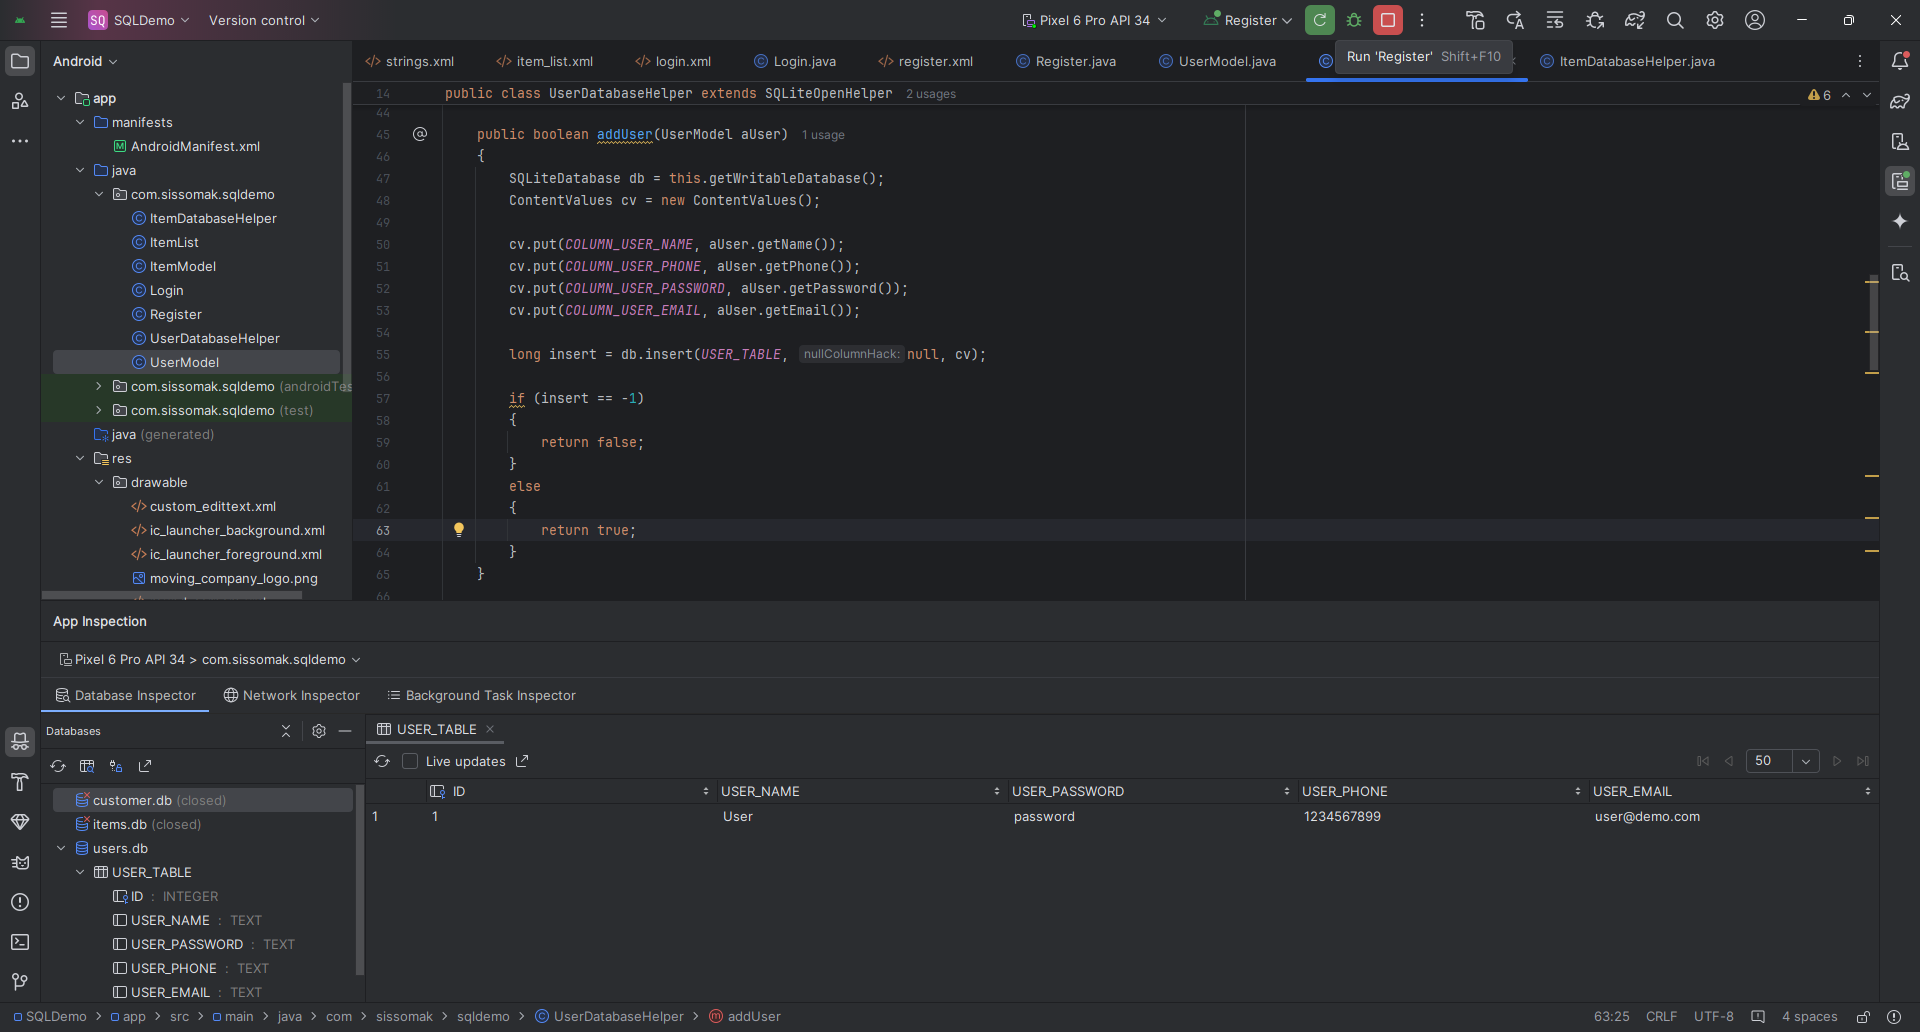 SQ SQLDemo Version control Pixel 6 Pro API 34 Register
Android
strings.xml item_list.xml login.xml Login.java register.xml Register.java UserModel.java Run 'Register' Shift+F10 ItemDatabaseHelper.java
app
manifests
AndroidManifest.xml
java
com.sissomak.sqldemo
ItemDatabaseHelper
ItemList
ItemModel
Login
Register
UserDatabaseHelper
UserModel
com.sissomak.sqldemo (androidTes
com.sissomak.sqldemo (test)
java (generated)
res
drawable
custom_edittext.xml
ic_launcher_background.xml
ic_launcher_foreground.xml
moving_company_logo.png
14 public class UserDatabaseHelper extends SQLiteOpenHelper 2 usages 6
44
45 public boolean addUser(UserModel aUser) 1 usage
46 {
47 SQLiteDatabase db = this.getWritableDatabase();
48 ContentValues cv = new ContentValues();
49
50 cv.put(COLUMN_USER_NAME, aUser.getName());
51 cv.put(COLUMN_USER_PHONE, aUser.getPhone());
52 cv.put(COLUMN_USER_PASSWORD, aUser.getPassword());
53 cv.put(COLUMN_USER_EMAIL, aUser.getEmail());
54
55 long insert = db.insert(USER_TABLE, nullColumnHack: null, cv);
56
57 if (insert == -1)
58 {
59 return false;
60 }
61 else
62 {
63 return true;
64 }
65 }
66
App Inspection
Pixel 6 Pro API 34 > com.sissomak.sqldemo
Database Inspector Network Inspector Background Task Inspector
Databases
customer.db (closed)
items.db (closed)
users.db
USER_TABLE
ID : INTEGER
USER_NAME : TEXT
USER_PASSWORD : TEXT
USER_PHONE : TEXT
USER_EMAIL : TEXT
USER_TABLE
Live updates 50
ID USER_NAME USER_PASSWORD USER_PHONE USER_EMAIL
1 1 User password 1234567899 user@demo.com
SQLDemo > app > src > main > java > com > sissomak > sqldemo > UserDatabaseHelper > addUser 63:25 CRLF UTF-8 4 spaces